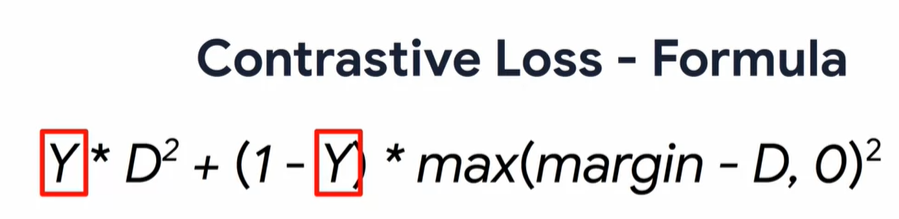 Contrastive Loss - Formula
Y * D² + (1 - Y) * max(margin - D, 0)²